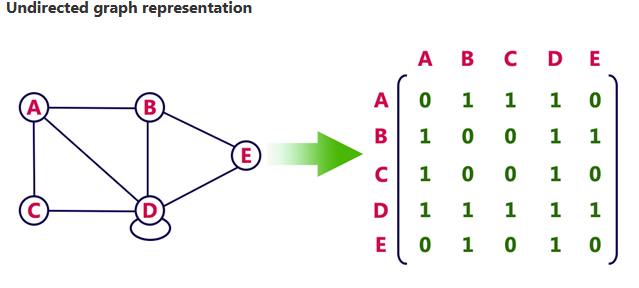 Undirected graph representation
A B C D E
A 0 1 1 1 0
B 1 0 0 1 1
C 1 0 0 1 0
D 1 1 1 1 1
E 0 1 0 1 0
A B
E
C D